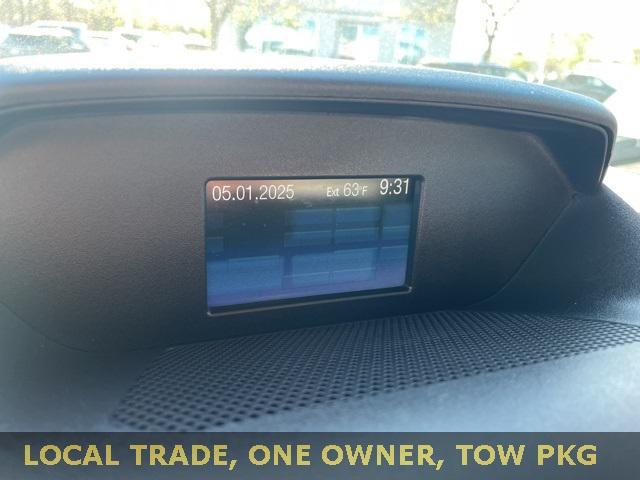 05.01.2025 Ext 63°F 9:31
LOCAL TRADE, ONE OWNER, TOW PKG